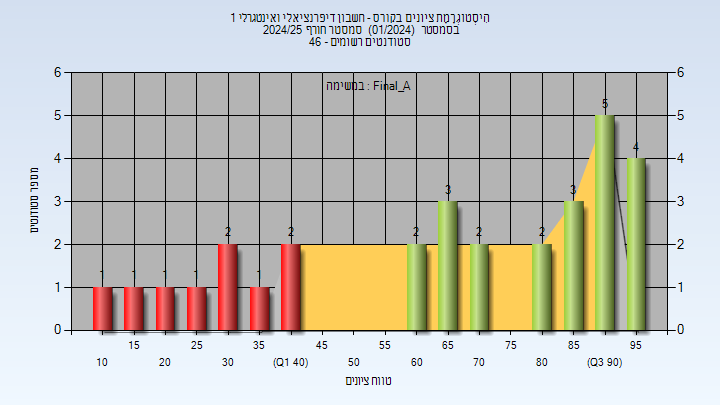 הִיסְטוֹגְרַמַת ציונים בקורס - חשבון דיפרנציאלי ואינטגרלי 1
בסמסטר (01/2024) סמסטר חורף 2024/25
סטודנטים רשומים - 46
במשימה : Final_A
מספר סטודנטים
6 6
5 5
4 4
3 3
2 2
1 1
0 0
1 1 1 1 2 1 2 2 3 2 2 3 5 4
15 25 35 45 55 65 75 85 95
10 20 30 (Q1 40) 50 60 70 80 (Q3 90)
טווח ציונים